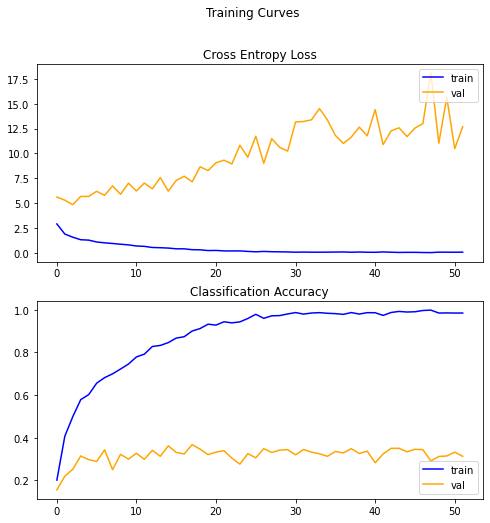 Training Curves
Cross Entropy Loss
17.5
15.0
12.5
10.0
7.5
5.0
2.5
0.0
train
val
0 10 20 30 40 50
Classification Accuracy
1.0
0.8
0.6
0.4
0.2
train
val
0 10 20 30 40 50